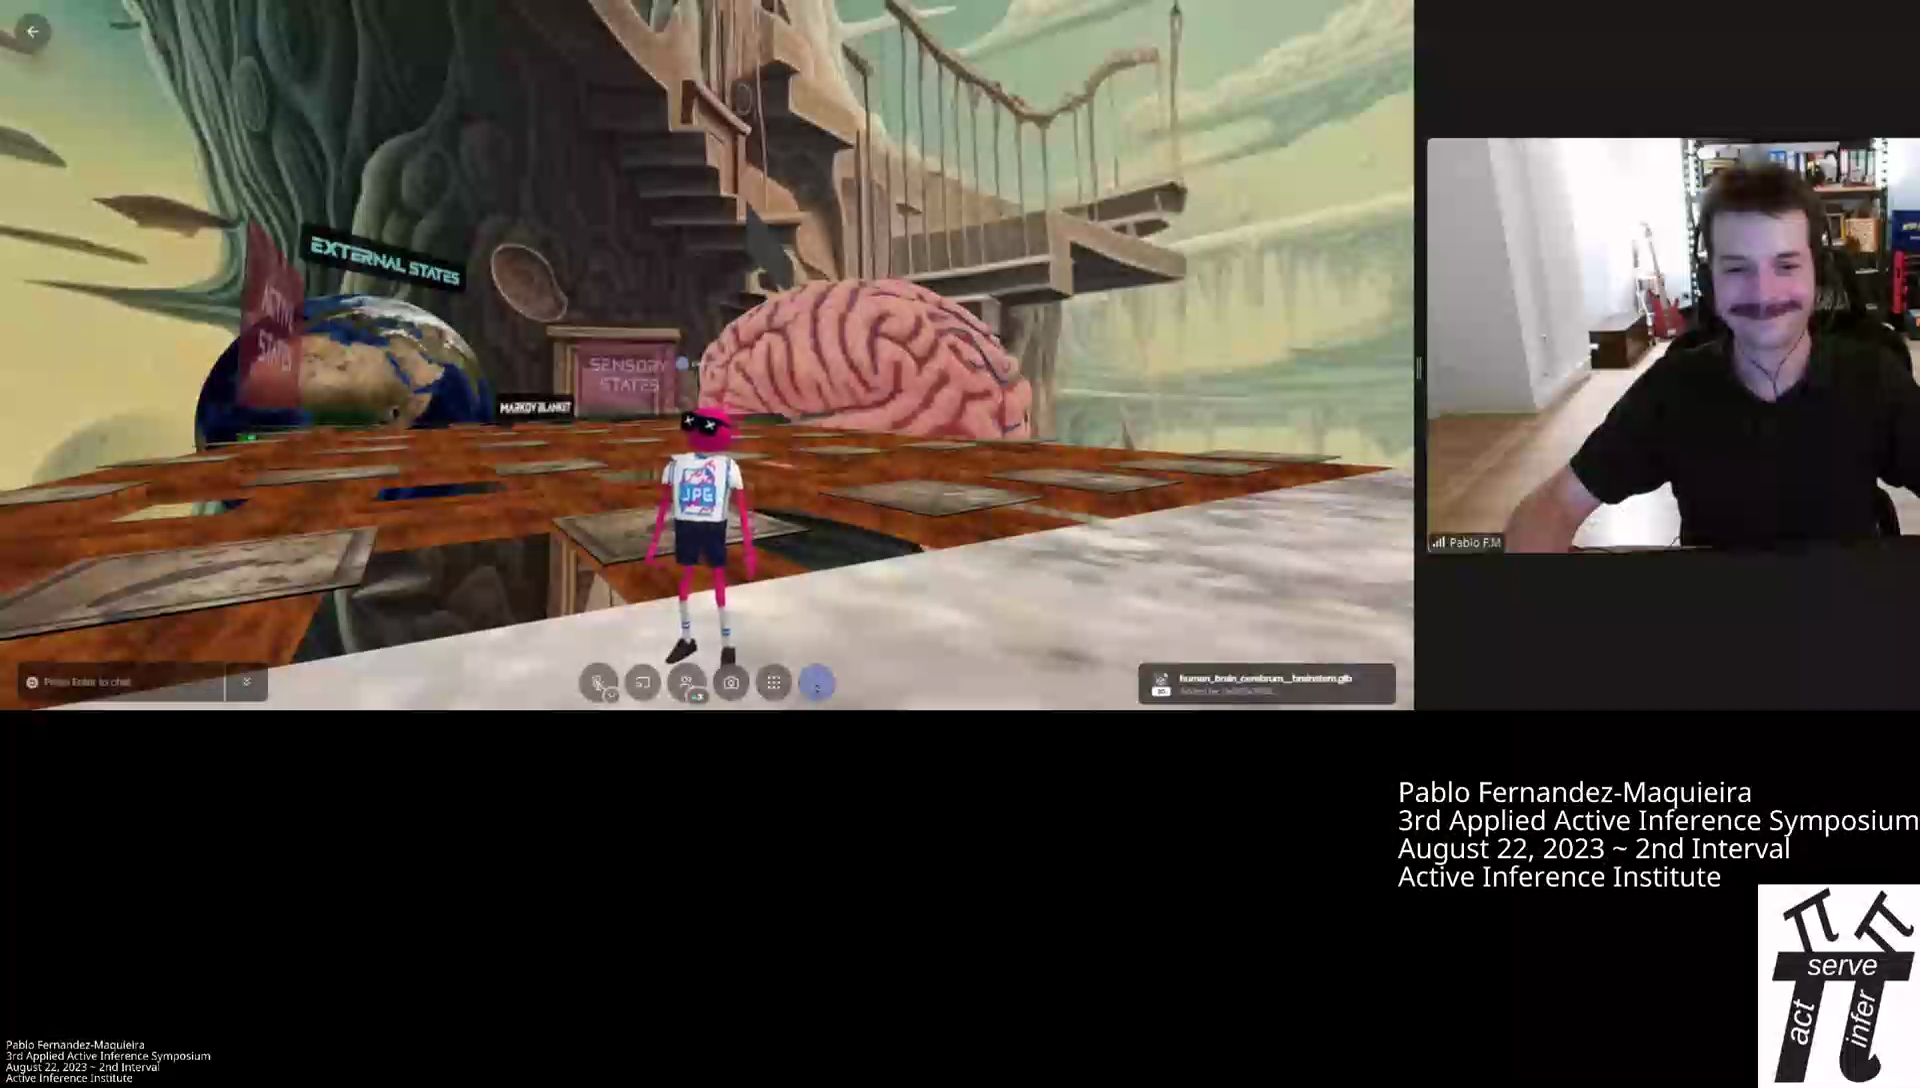 EXTERNAL STATES
ACTIVE
STATES
SENSORY
STATES
MARKOV BLANKET
JPG
Press Enter to chat
human_brain_cerebrum__brainstem.glb
Pablo F.M
Pablo Fernandez-Maquieira
3rd Applied Active Inference Symposium
August 22, 2023 ~ 2nd Interval
Active Inference Institute
serve
act
infer
Pablo Fernandez-Maquieira
3rd Applied Active Inference Symposium
August 22, 2023 ~ 2nd Interval
Active Inference Institute